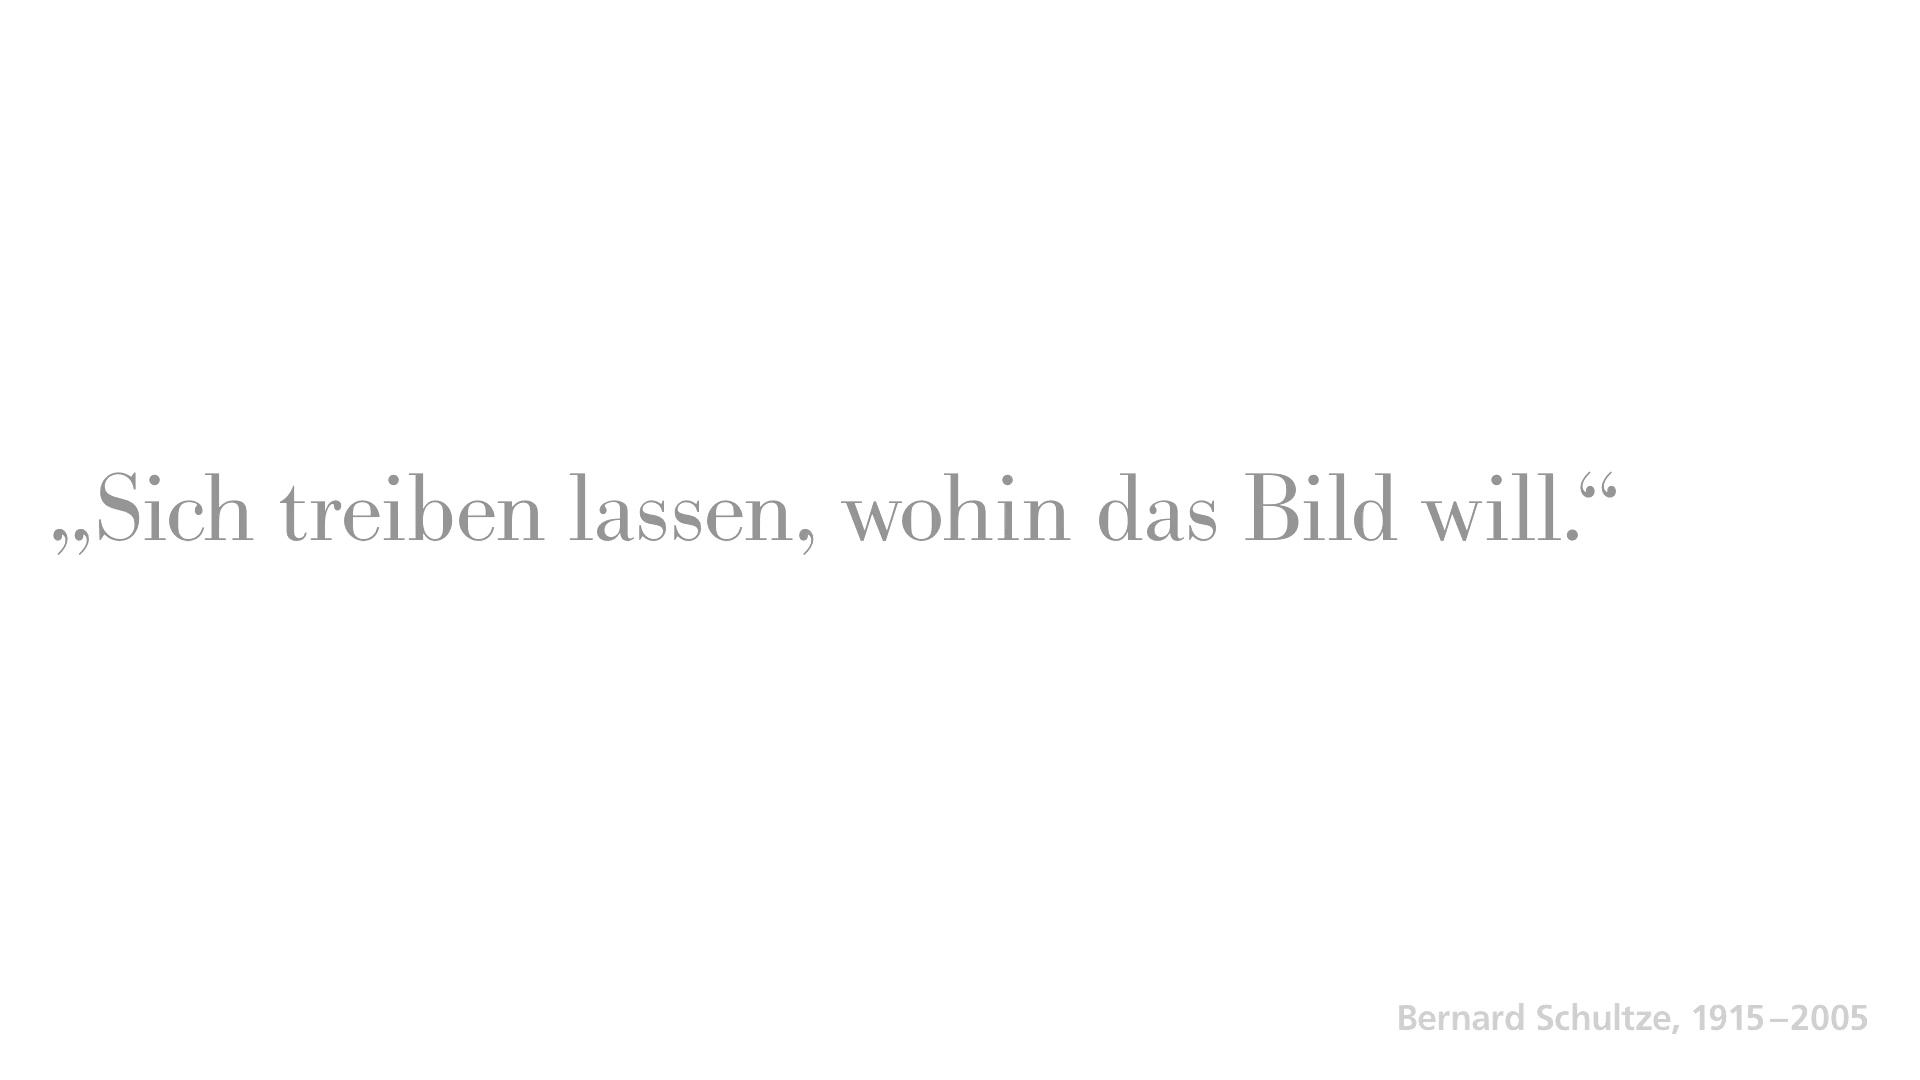 „Sich treiben lassen, wohin das Bild will.“
Bernard Schultze, 1915–2005